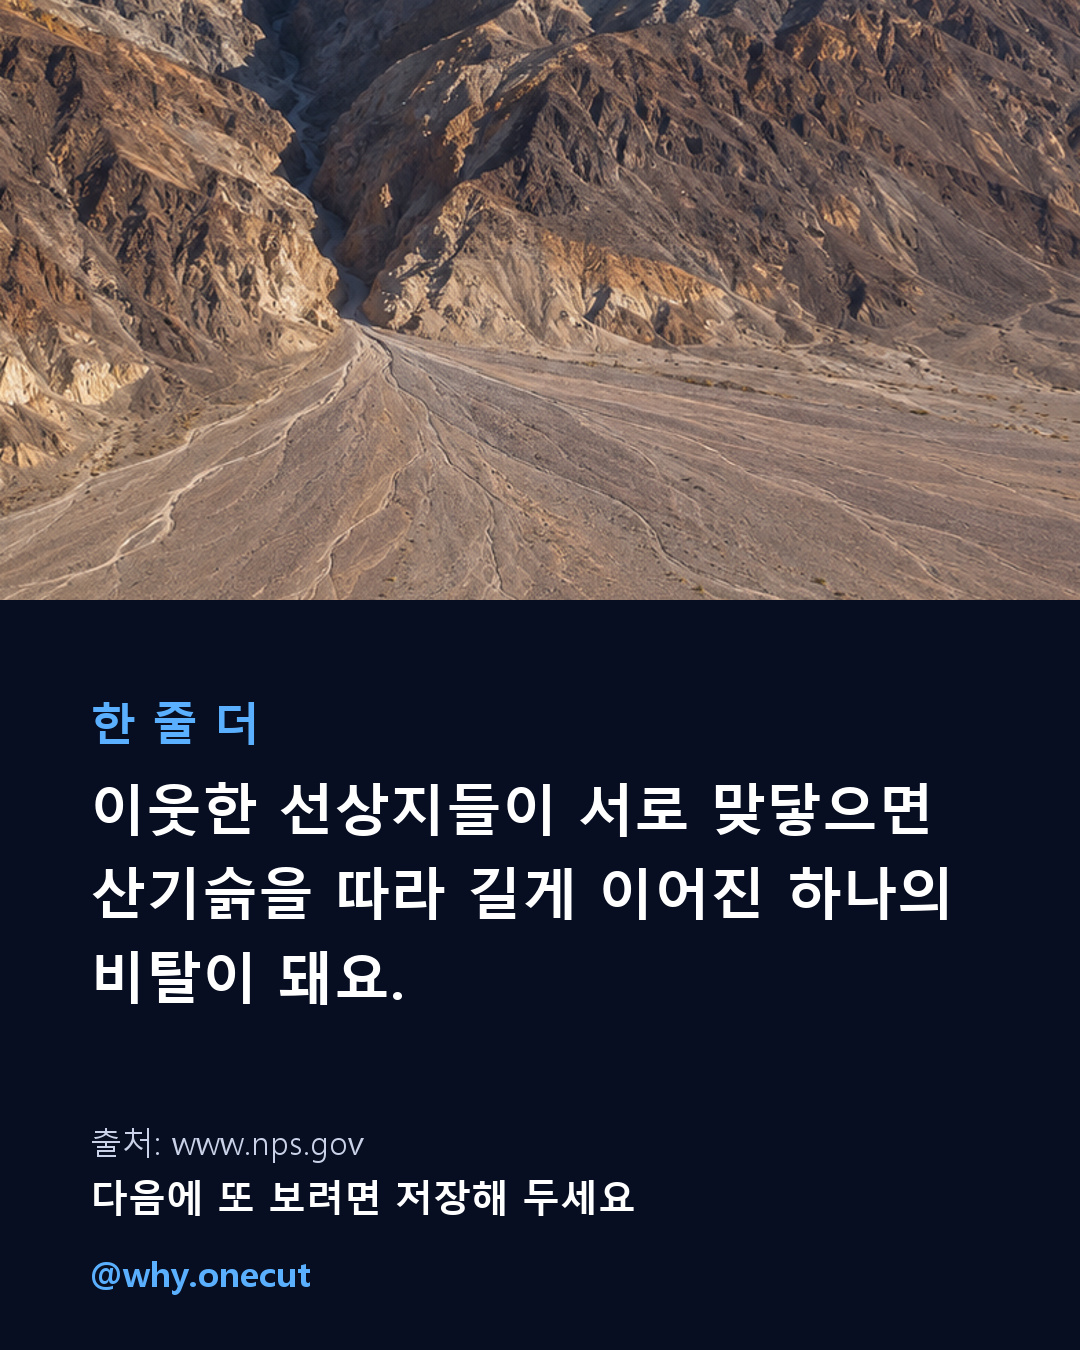 한 줄 더
이웃한 선상지들이 서로 맞닿으면
산기슭을 따라 길게 이어진 하나의
비탈이 돼요.
출처: www.nps.gov
다음에 또 보려면 저장해 두세요
@why.onecut